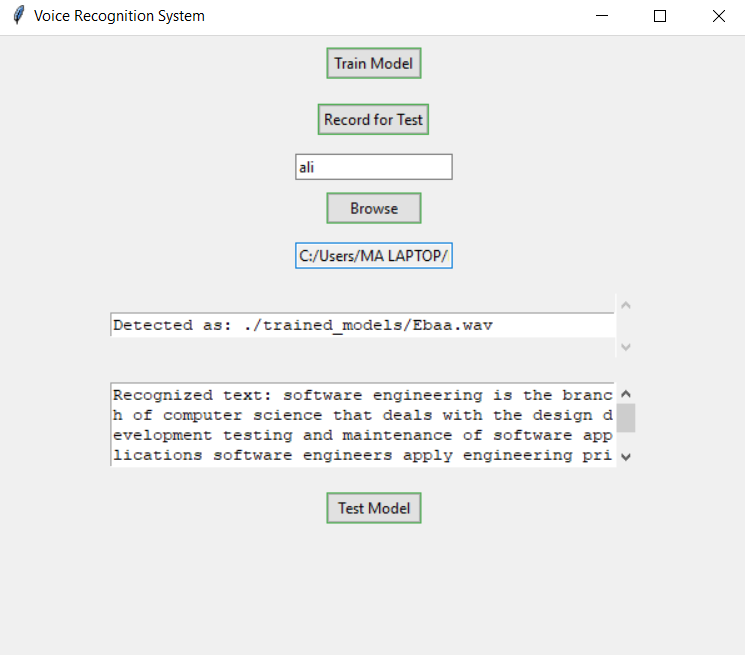 Voice Recognition System
Train Model
Record for Test
ali
Browse
C:/Users/MA LAPTOP/
Detected as: ./trained_models/Ebaa.wav
Recognized text: software engineering is the branc
h of computer science that deals with the design d
evelopment testing and maintenance of software app
lications software engineers apply engineering pri
Test Model